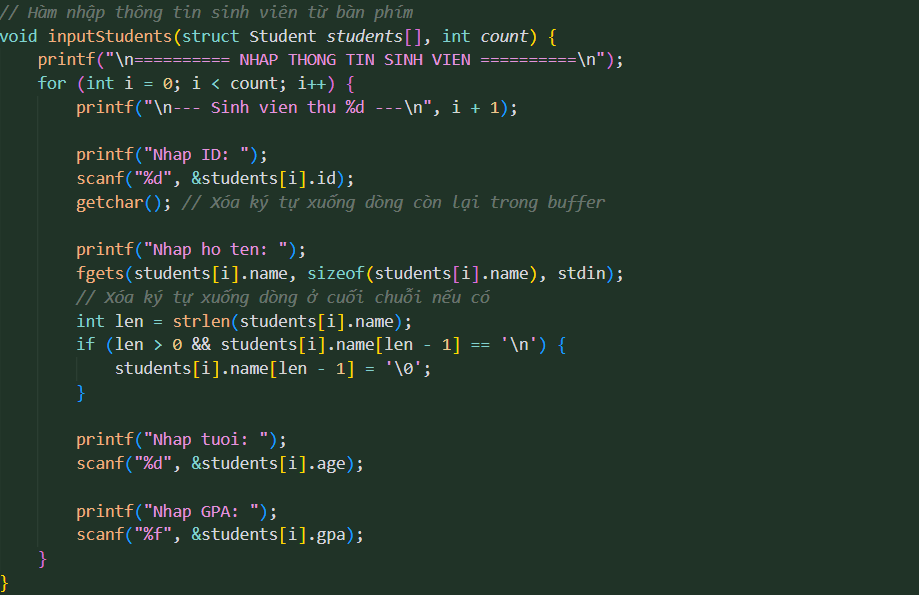 // Hàm nhập thông tin sinh viên từ bàn phím
void inputStudents(struct Student students[], int count) {
    printf("\n========== NHAP THONG TIN SINH VIEN ==========\n");
    for (int i = 0; i < count; i++) {
        printf("\n--- Sinh vien thu %d ---\n", i + 1);

        printf("Nhap ID: ");
        scanf("%d", &students[i].id);
        getchar(); // Xóa ký tự xuống dòng còn lại trong buffer

        printf("Nhap ho ten: ");
        fgets(students[i].name, sizeof(students[i].name), stdin);
        // Xóa ký tự xuống dòng ở cuối chuỗi nếu có
        int len = strlen(students[i].name);
        if (len > 0 && students[i].name[len - 1] == '\n') {
            students[i].name[len - 1] = '\0';
        }

        printf("Nhap tuoi: ");
        scanf("%d", &students[i].age);

        printf("Nhap GPA: ");
        scanf("%f", &students[i].gpa);
    }
}